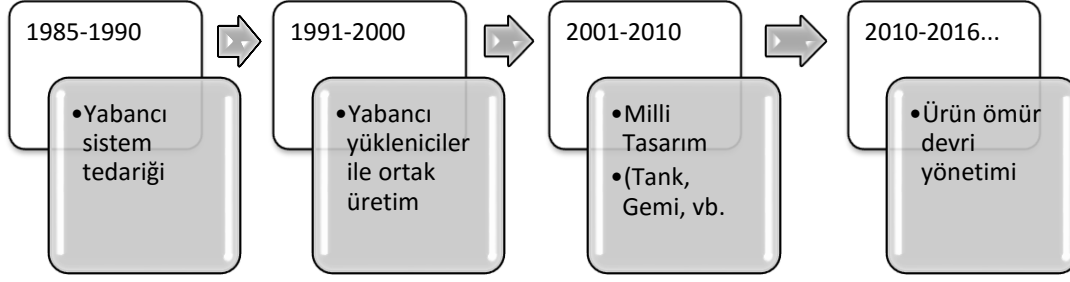 1985-1990
•Yabancı
sistem
tedariği
1991-2000
•Yabancı
yükleniciler
ile ortak
üretim
2001-2010
•Milli
Tasarım
•(Tank,
Gemi, vb.
2010-2016...
•Ürün ömür
devri
yönetimi